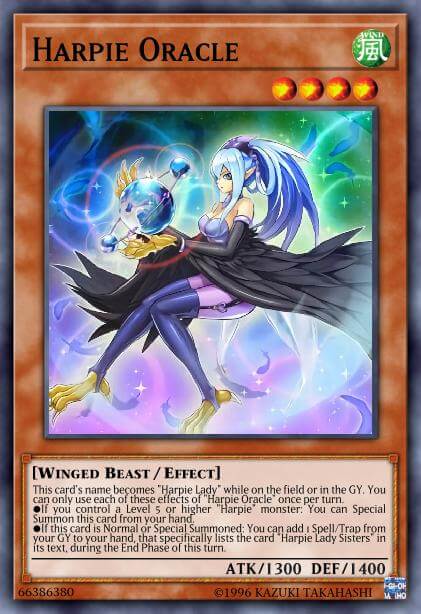 HARPIE ORACLE
WIND
風
[WINGED BEAST / EFFECT]
This card's name becomes "Harpie Lady" while on the field or in the GY. You
can only use each of these effects of "Harpie Oracle" once per turn.
●If you control a Level 5 or higher "Harpie" monster: You can Special
Summon this card from your hand.
●If this card is Normal or Special Summoned: You can add 1 Spell/Trap
from your GY to your hand, that specifically lists the card "Harpie Lady Sisters" in
its text, during the End Phase of this turn.
ATK/1300 DEF/1400
66386380
©1996 KAZUKI TAKAHASHI